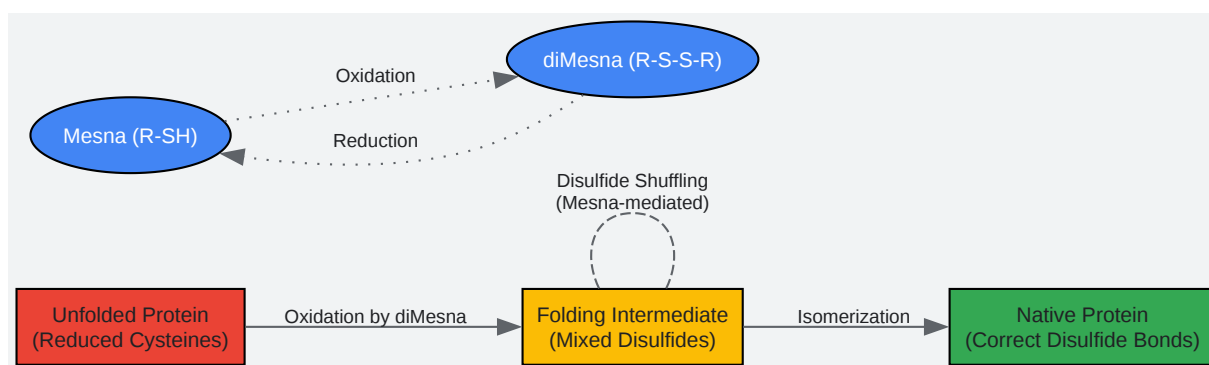 diMesna (R-S-S-R)
Oxidation
Mesna (R-SH)
Reduction
Disulfide Shuffling
(Mesna-mediated)
Unfolded Protein
(Reduced Cysteines)
Oxidation by diMesna
Folding Intermediate
(Mixed Disulfides)
Isomerization
Native Protein
(Correct Disulfide Bonds)